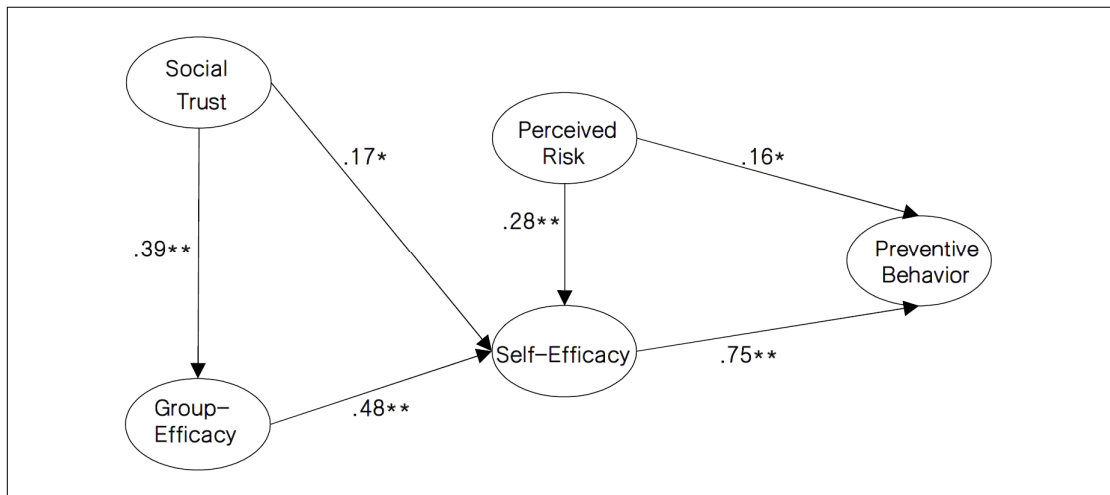 Social
Trust
Perceived
Risk
.17*
.16*
.39**
.28**
Preventive
Behavior
Self-Efficacy
.75**
Group-
Efficacy
.48**